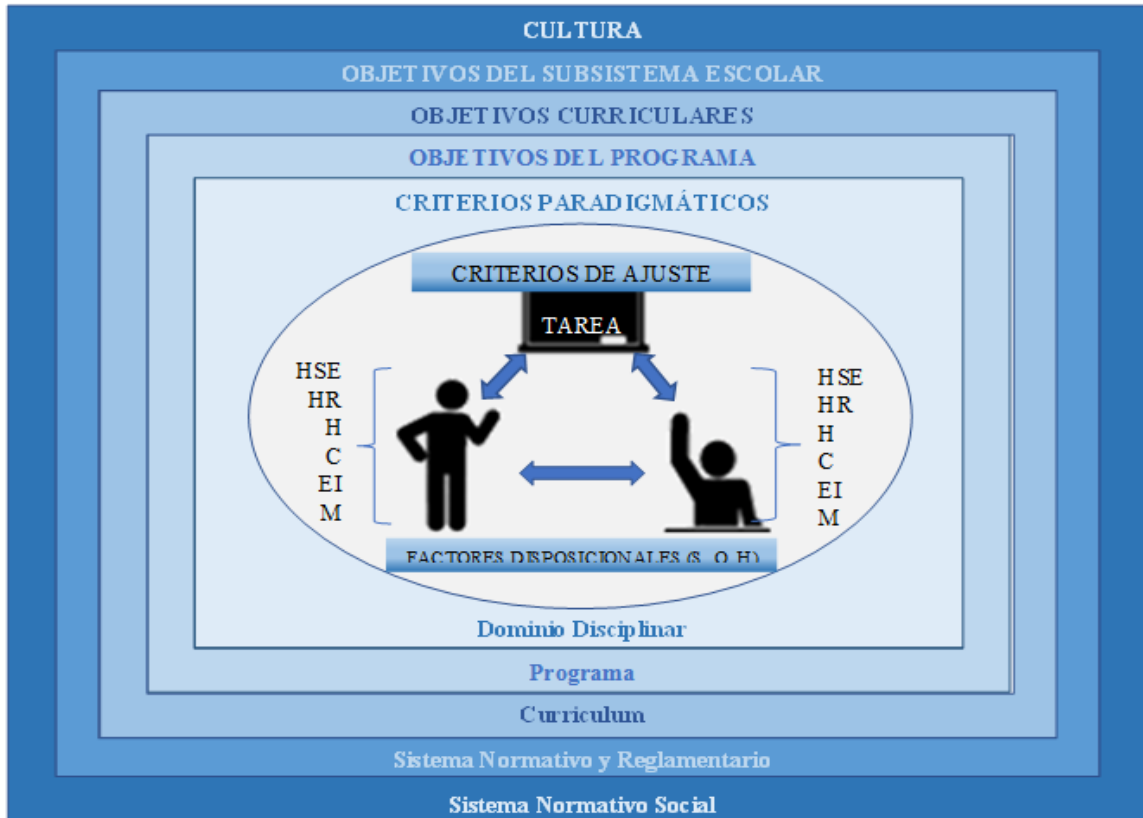 CULTURA
OBJETIVOS DEL SUBSISTEMA ESCOLAR
OBJETIVOS CURRICULARES
OBJETIVOS DEL PROGRAMA
CRITERIOS PARADIGMÁTICOS
CRITERIOS DE AJUSTE
TAREA
HSE
HR
H
C
EI
M
HSE
HR
H
C
EI
M
FACTORES DISPOSICIONALES (S, O, H)
Dominio Disciplinar
Programa
Curriculum
Sistema Normativo y Reglamentario
Sistema Normativo Social